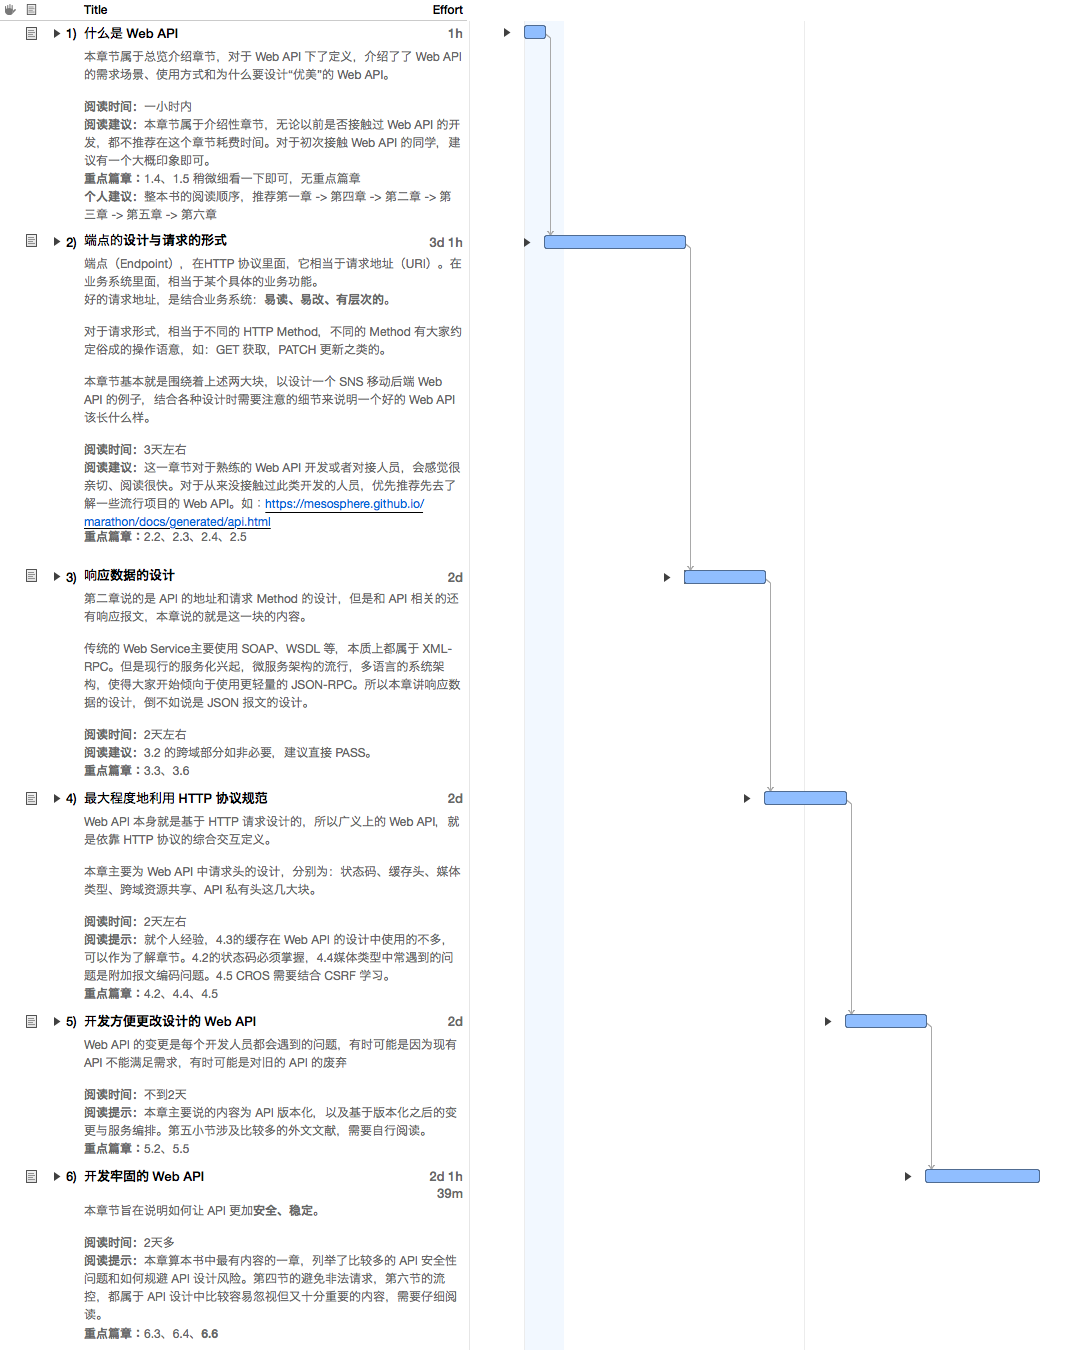 Title Effort
1) 什么是 Web API 1h
本章节属于总览介绍章节，对于 Web API 下了定义，介绍了了 Web API
的需求场景、使用方式和为什么要设计“优美”的 Web API。
阅读时间：一小时内
阅读建议：本章节属于介绍性章节，无论以前是否接触过 Web API 的开
发，都不推荐在这个章节耗费时间。对于初次接触 Web API 的同学，建
议有一个大概印象即可。
重点篇章：1.4、1.5 稍微细看一下即可，无重点篇章
个人建议：整本书的阅读顺序，推荐第一章 -> 第四章 -> 第二章 -> 第
三章 -> 第五章 -> 第六章
2) 端点的设计与请求的形式 3d 1h
端点（Endpoint），在HTTP 协议里面，它相当于请求地址（URI）。在
业务系统里面，相当于某个具体的业务功能。
好的请求地址，是结合业务系统：易读、易改、有层次的。
对于请求形式，相当于不同的 HTTP Method，不同的 Method 有大家约
定俗成的操作语意，如：GET 获取，PATCH 更新之类的。
本章节基本就是围绕着上述两大块，以设计一个 SNS 移动后端 Web
API 的例子，结合各种设计时需要注意的细节来说明一个好的 Web API
该长什么样。
阅读时间：3天左右
阅读建议：这一章节对于熟练的 Web API 开发或者对接人员，会感觉很
亲切、阅读很快。对于从来没接触过此类开发的人员，优先推荐先去了
解一些流行项目的 Web API。如：https://mesosphere.github.io/
marathon/docs/generated/api.html
重点篇章：2.2、2.3、2.4、2.5
3) 响应数据的设计 2d
第二章说的是 API 的地址和请求 Method 的设计，但是和 API 相关的还
有响应报文，本章说的就是这一块的内容。
传统的 Web Service主要使用 SOAP、WSDL 等，本质上都属于 XML-
RPC。但是现行的服务化兴起，微服务架构的流行，多语言的系统架
构，使得大家开始倾向于使用更轻量的 JSON-RPC。所以本章讲响应数
据的设计，倒不如说是 JSON 报文的设计。
阅读时间：2天左右
阅读建议：3.2 的跨域部分如非必要，建议直接 PASS。
重点篇章：3.3、3.6
4) 最大程度地利用 HTTP 协议规范 2d
Web API 本身就是基于 HTTP 请求设计的，所以广义上的 Web API，就
是依靠 HTTP 协议的综合交互定义。
本章主要为 Web API 中请求头的设计，分别为：状态码、缓存头、媒体
类型、跨域资源共享、API 私有头这几大块。
阅读时间：2天左右
阅读提示：就个人经验，4.3的缓存在 Web API 的设计中使用的不多，
可以作为了解章节。4.2的状态码必须掌握，4.4媒体类型中常遇到的问
题是附加报文编码问题。4.5 CROS 需要结合 CSRF 学习。
重点篇章：4.2、4.4、4.5
5) 开发方便更改设计的 Web API 2d
Web API 的变更是每个开发人员都会遇到的问题，有时可能是因为现有
API 不能满足需求，有时可能是对旧的 API 的废弃
阅读时间：不到2天
阅读提示：本章主要说的内容为 API 版本化，以及基于版本化之后的变
更与服务编排。第五小节涉及比较多的外文文献，需要自行阅读。
重点篇章：5.2、5.5
6) 开发牢固的 Web API 2d 1h
39m
本章节旨在说明如何让 API 更加安全、稳定。
阅读时间：2天多
阅读提示：本章算本书中最有内容的一章，列举了比较多的 API 安全性
问题和如何规避 API 设计风险。第四节的避免非法请求，第六节的流
控，都属于 API 设计中比较容易忽视但又十分重要的内容，需要仔细阅
读。
重点篇章：6.3、6.4、6.6